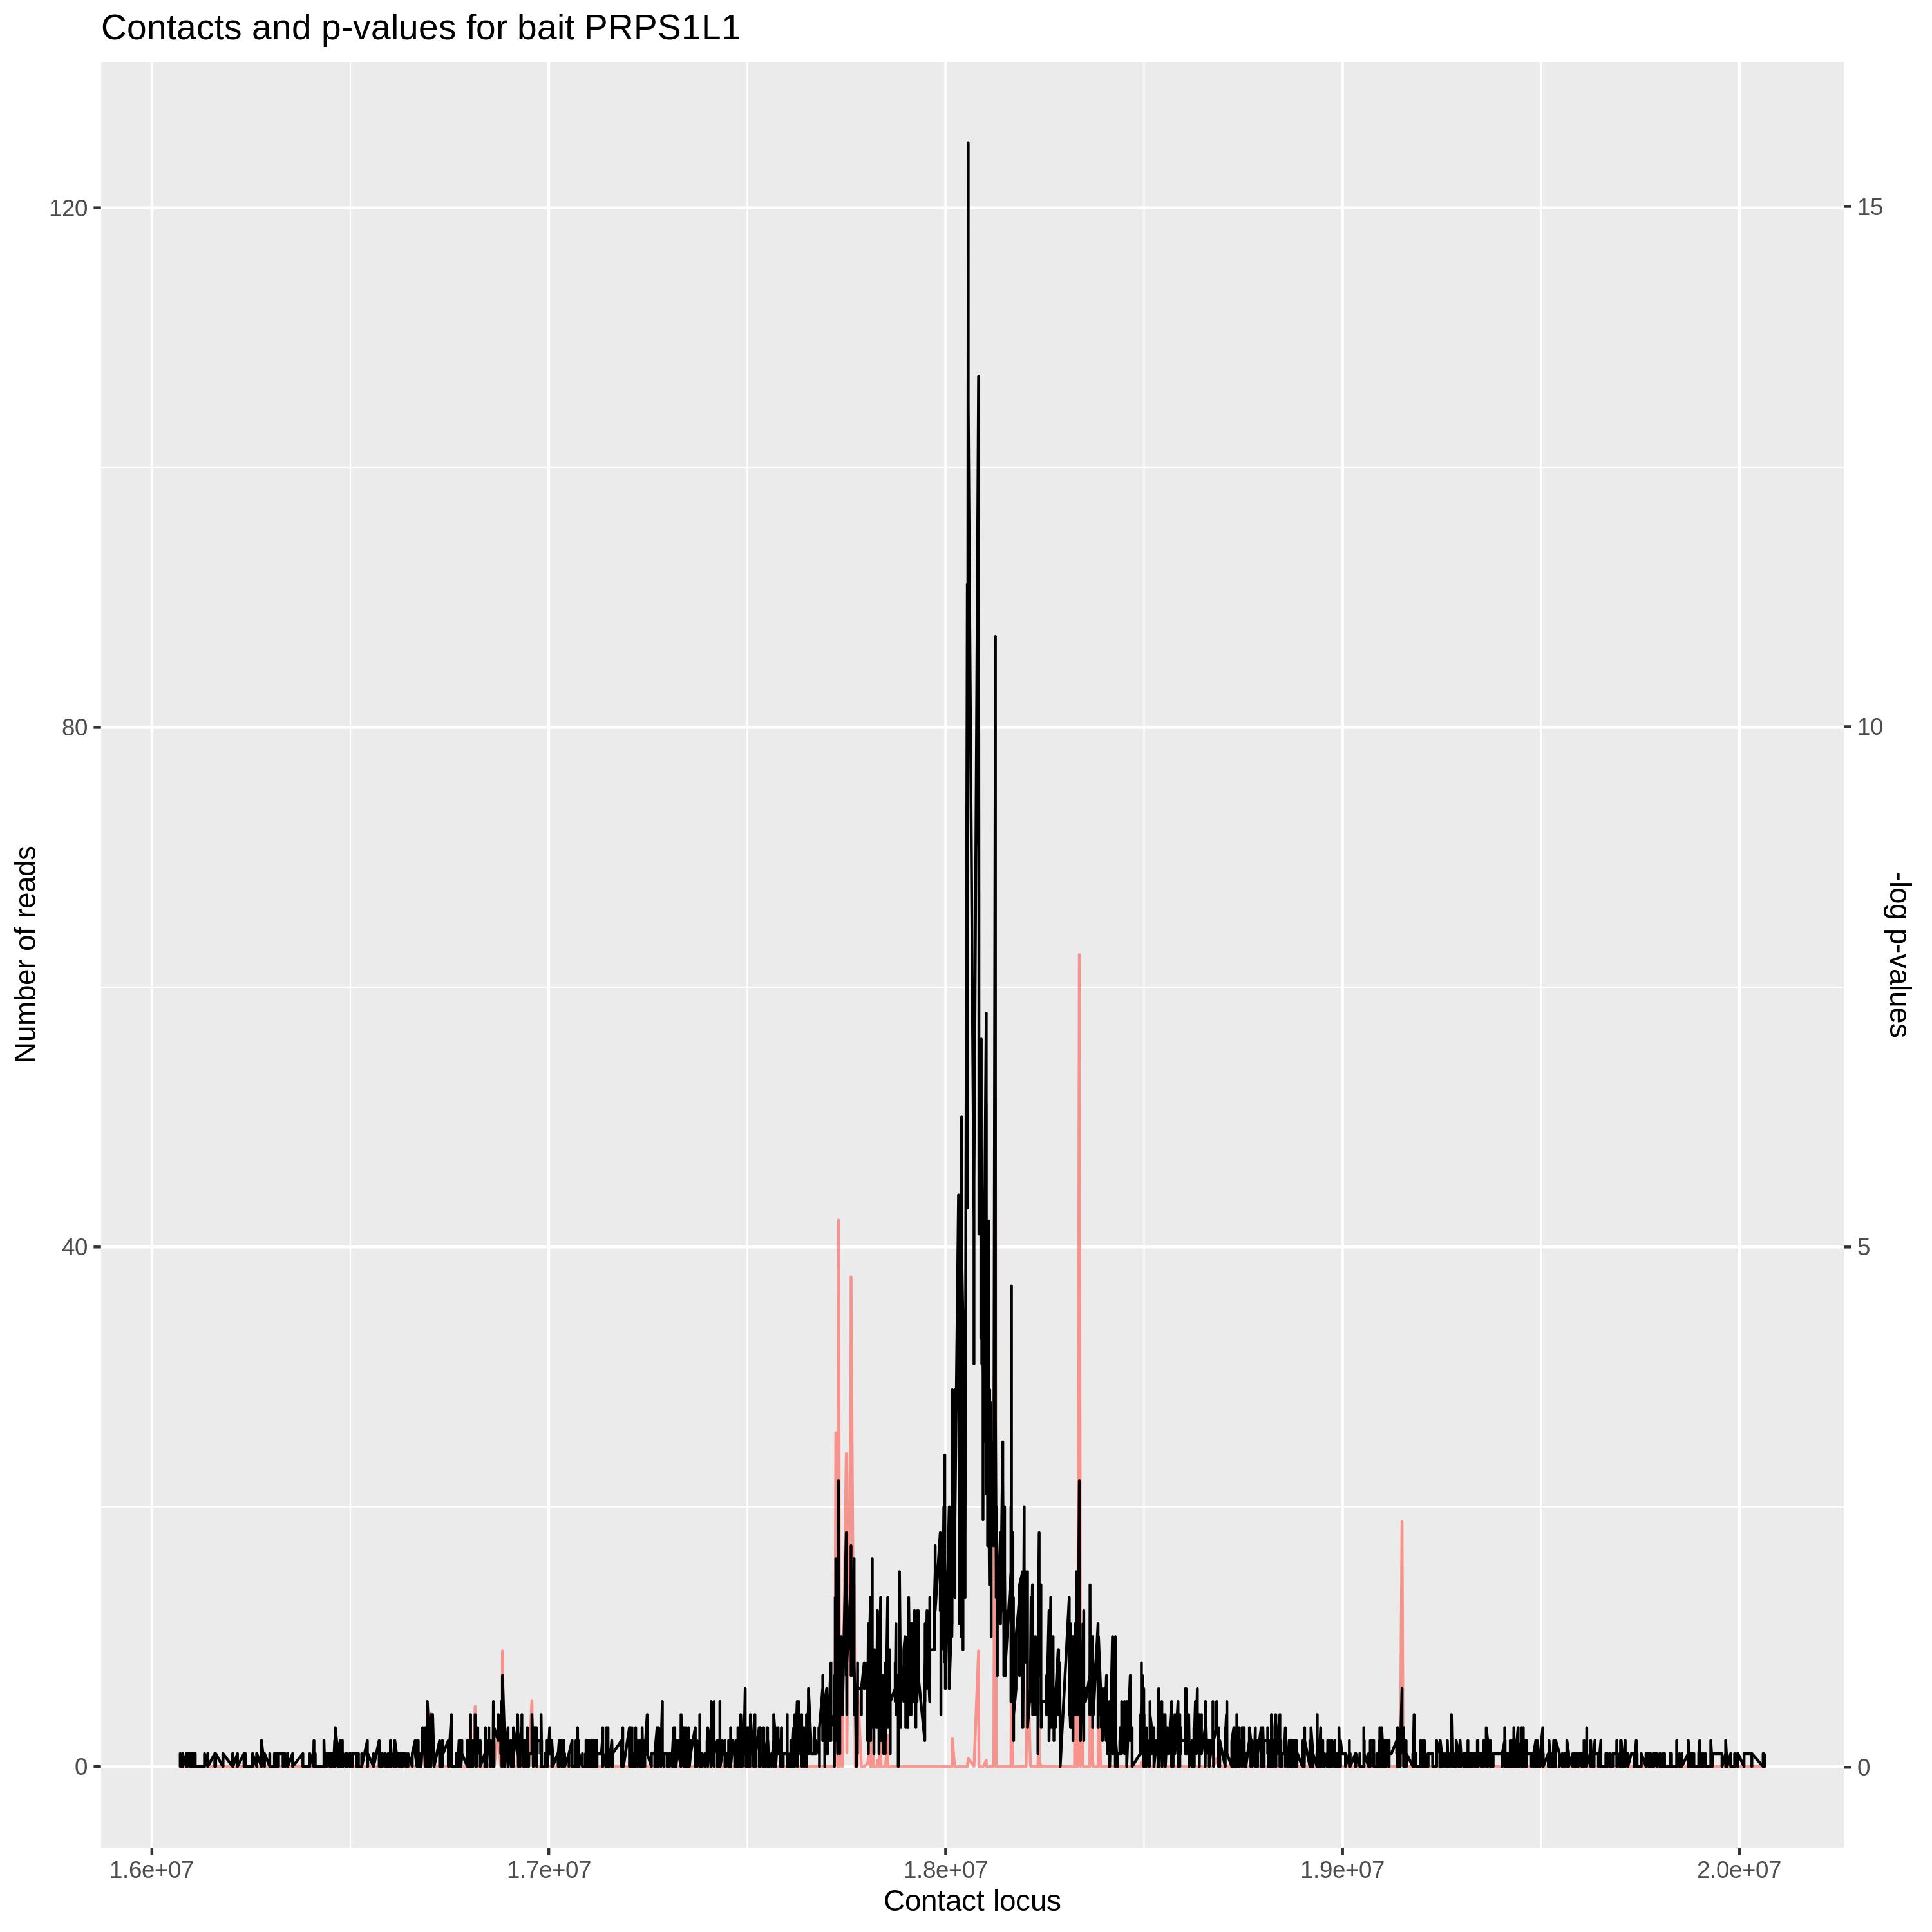 Contacts and p-values for bait PRPS1L1
120
80
40
0
Number of reads
15
10
5
0
-log p-values
1.6e+07
1.7e+07
1.8e+07
1.9e+07
2.0e+07
Contact locus